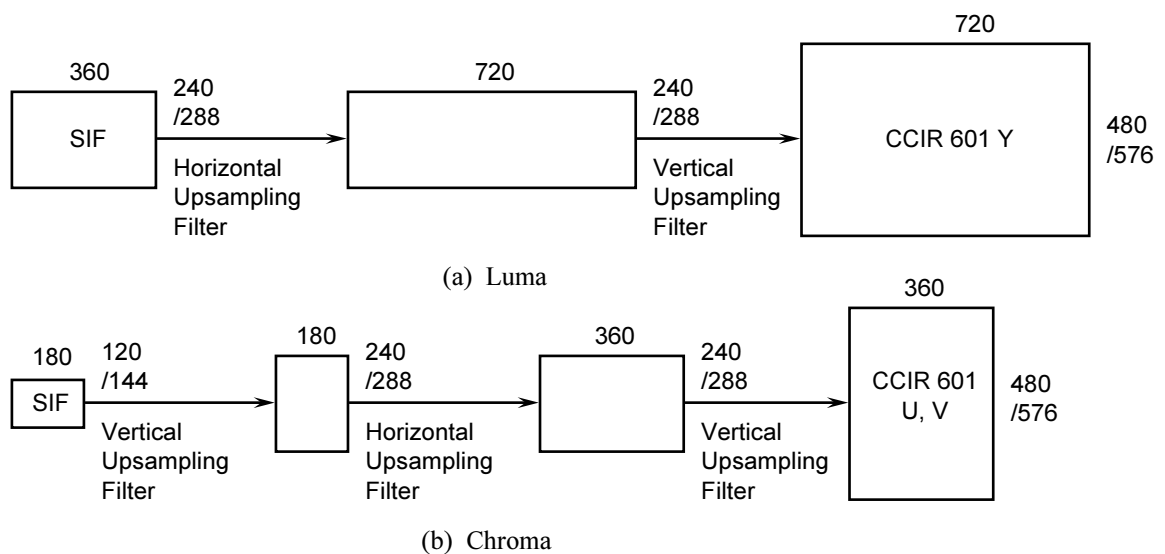 720
360
240
/288
720
240
/288
SIF
CCIR 601 Y
480
/576
Horizontal
Upsampling
Filter
Vertical
Upsampling
Filter
(a) Luma
360
180
120
/144
180
240
/288
360
240
/288
SIF
CCIR 601
U, V
480
/576
Vertical
Upsampling
Filter
Horizontal
Upsampling
Filter
Vertical
Upsampling
Filter
(b) Chroma